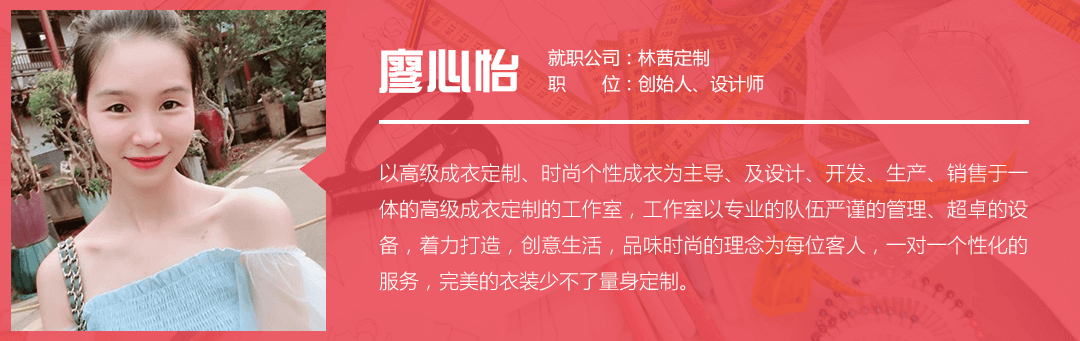 廖心怡
就职公司：林茜定制
职　　位：创始人、设计师
以高级成衣定制、时尚个性成衣为主导、及设计、开发、生产、销售于一
体的高级成衣定制的工作室，工作室以专业的队伍严谨的管理、超卓的设
备，着力打造，创意生活，品味时尚的理念为每位客人，一对一个性化的
服务，完美的衣装少不了量身定制。